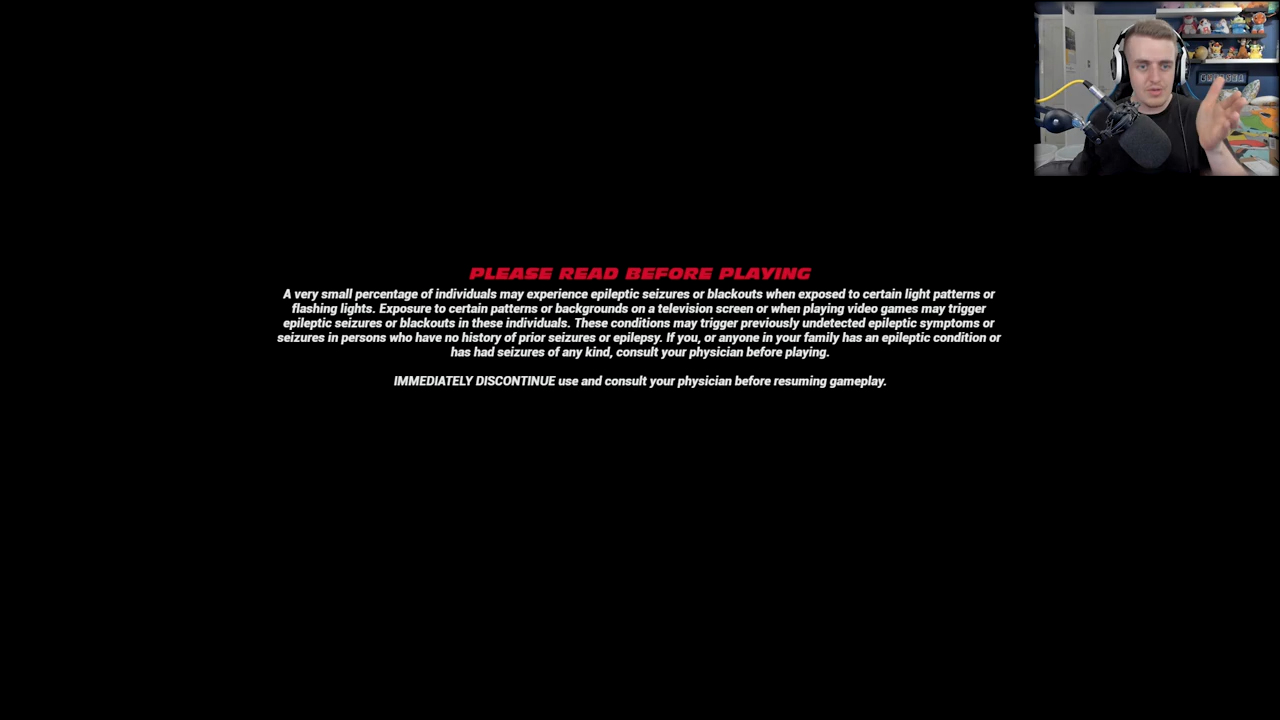 PLEASE READ BEFORE PLAYING
A very small percentage of individuals may experience epileptic seizures or blackouts when exposed to certain light patterns or
flashing lights. Exposure to certain patterns or backgrounds on a television screen or when playing video games may trigger
epileptic seizures or blackouts in these individuals. These conditions may trigger previously undetected epileptic symptoms or
seizures in persons who have no history of prior seizures or epilepsy. If you, or anyone in your family has an epileptic condition or
has had seizures of any kind, consult your physician before playing.
IMMEDIATELY DISCONTINUE use and consult your physician before resuming gameplay.